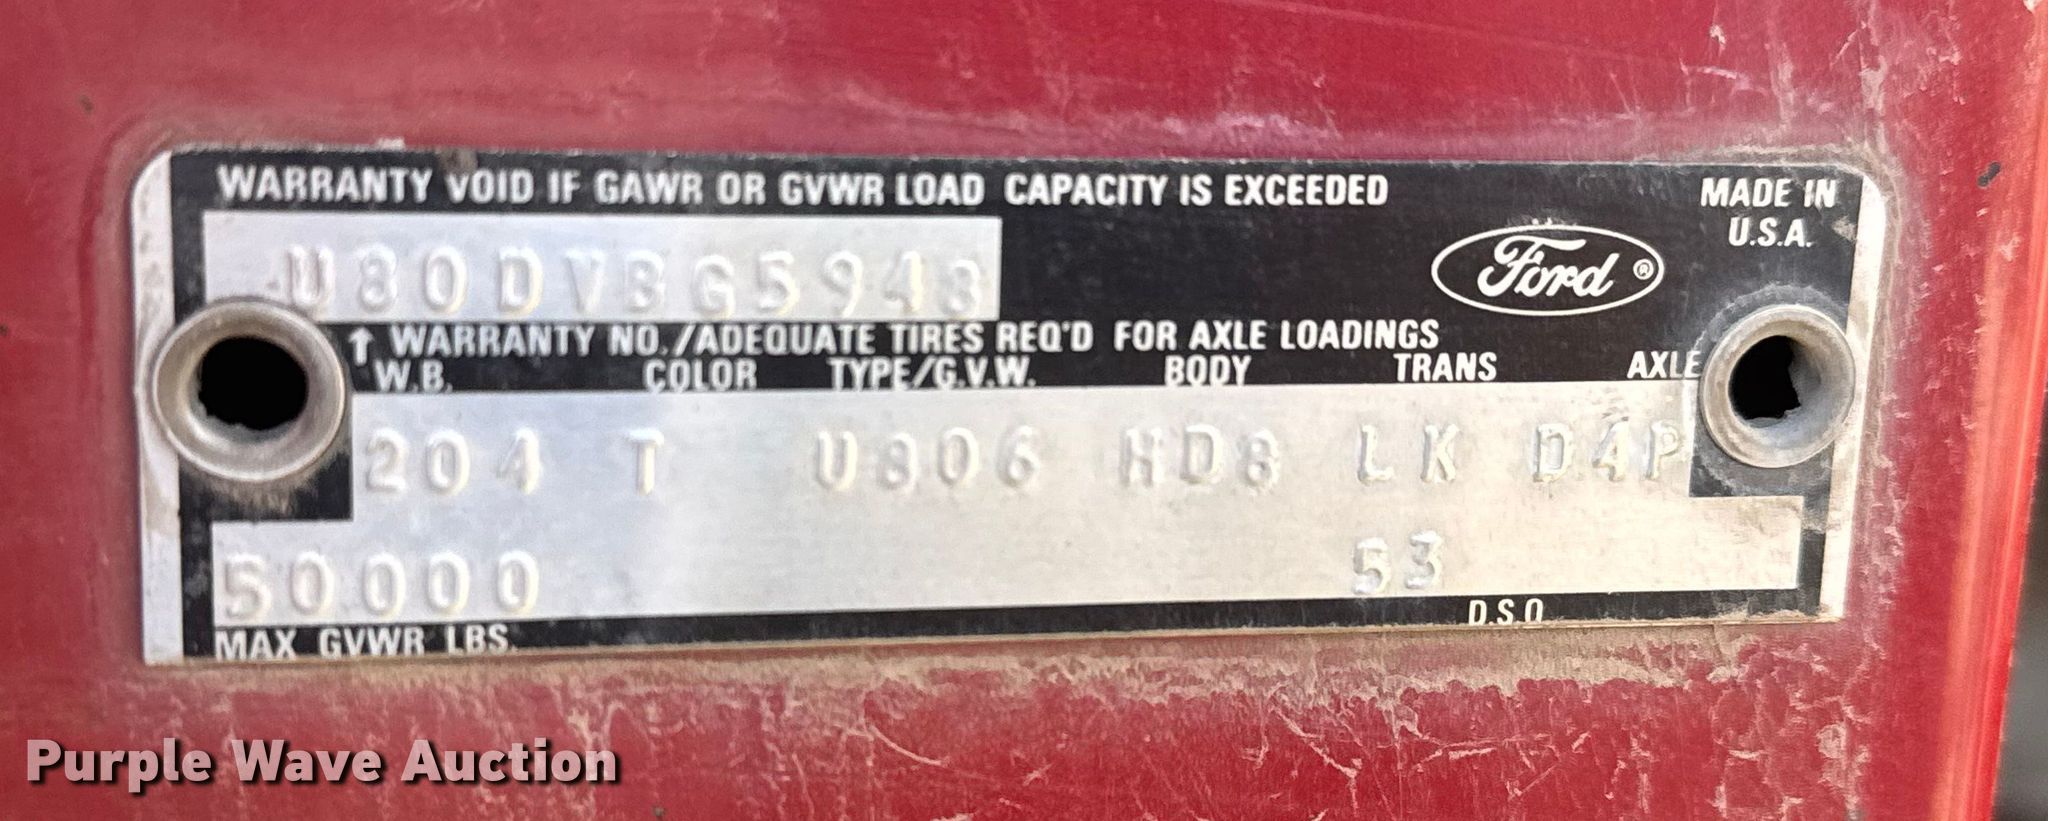 WARRANTY VOID IF GAWR OR GVWR LOAD CAPACITY IS EXCEEDED
MADE IN
U.S.A.
U80DVBG5943
Ford ®
↑ WARRANTY NO./ADEQUATE TIRES REQ'D FOR AXLE LOADINGS
W.B. COLOR TYPE/G.V.W. BODY TRANS AXLE
204 T U806 HD8 LK D4P
50000 53
MAX GVWR LBS. D.S.O.
Purple Wave Auction